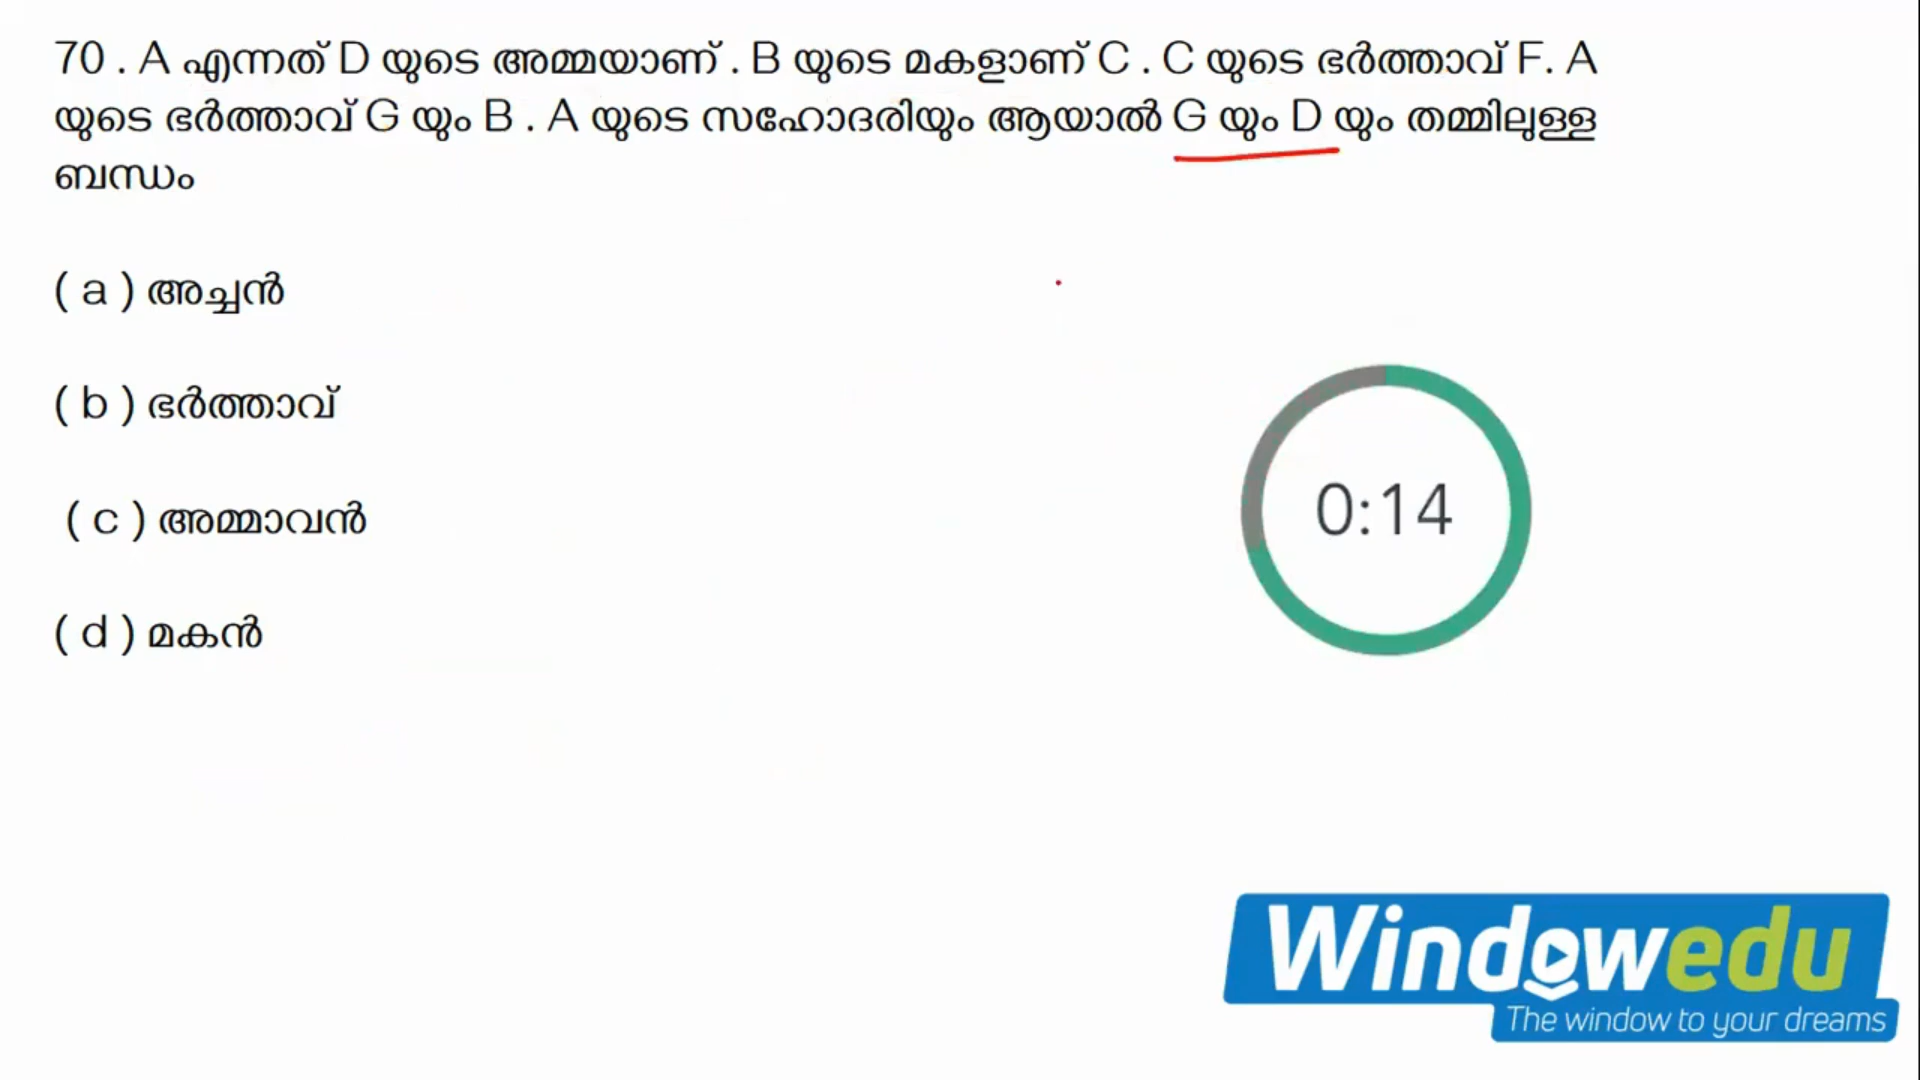 70 . A എന്നത് D യുടെ അമ്മയാണ് . B യുടെ മകളാണ് C . C യുടെ ഭർത്താവ് F. A
യുടെ ഭർത്താവ് G യും B . A യുടെ സഹോദരിയും ആയാൽ G യും D യും തമ്മിലുള്ള
ബന്ധം
( a ) അച്ചൻ
( b ) ഭർത്താവ്
( c ) അമ്മാവൻ
( d ) മകൻ
0:14
Windowedu
The window to your dreams